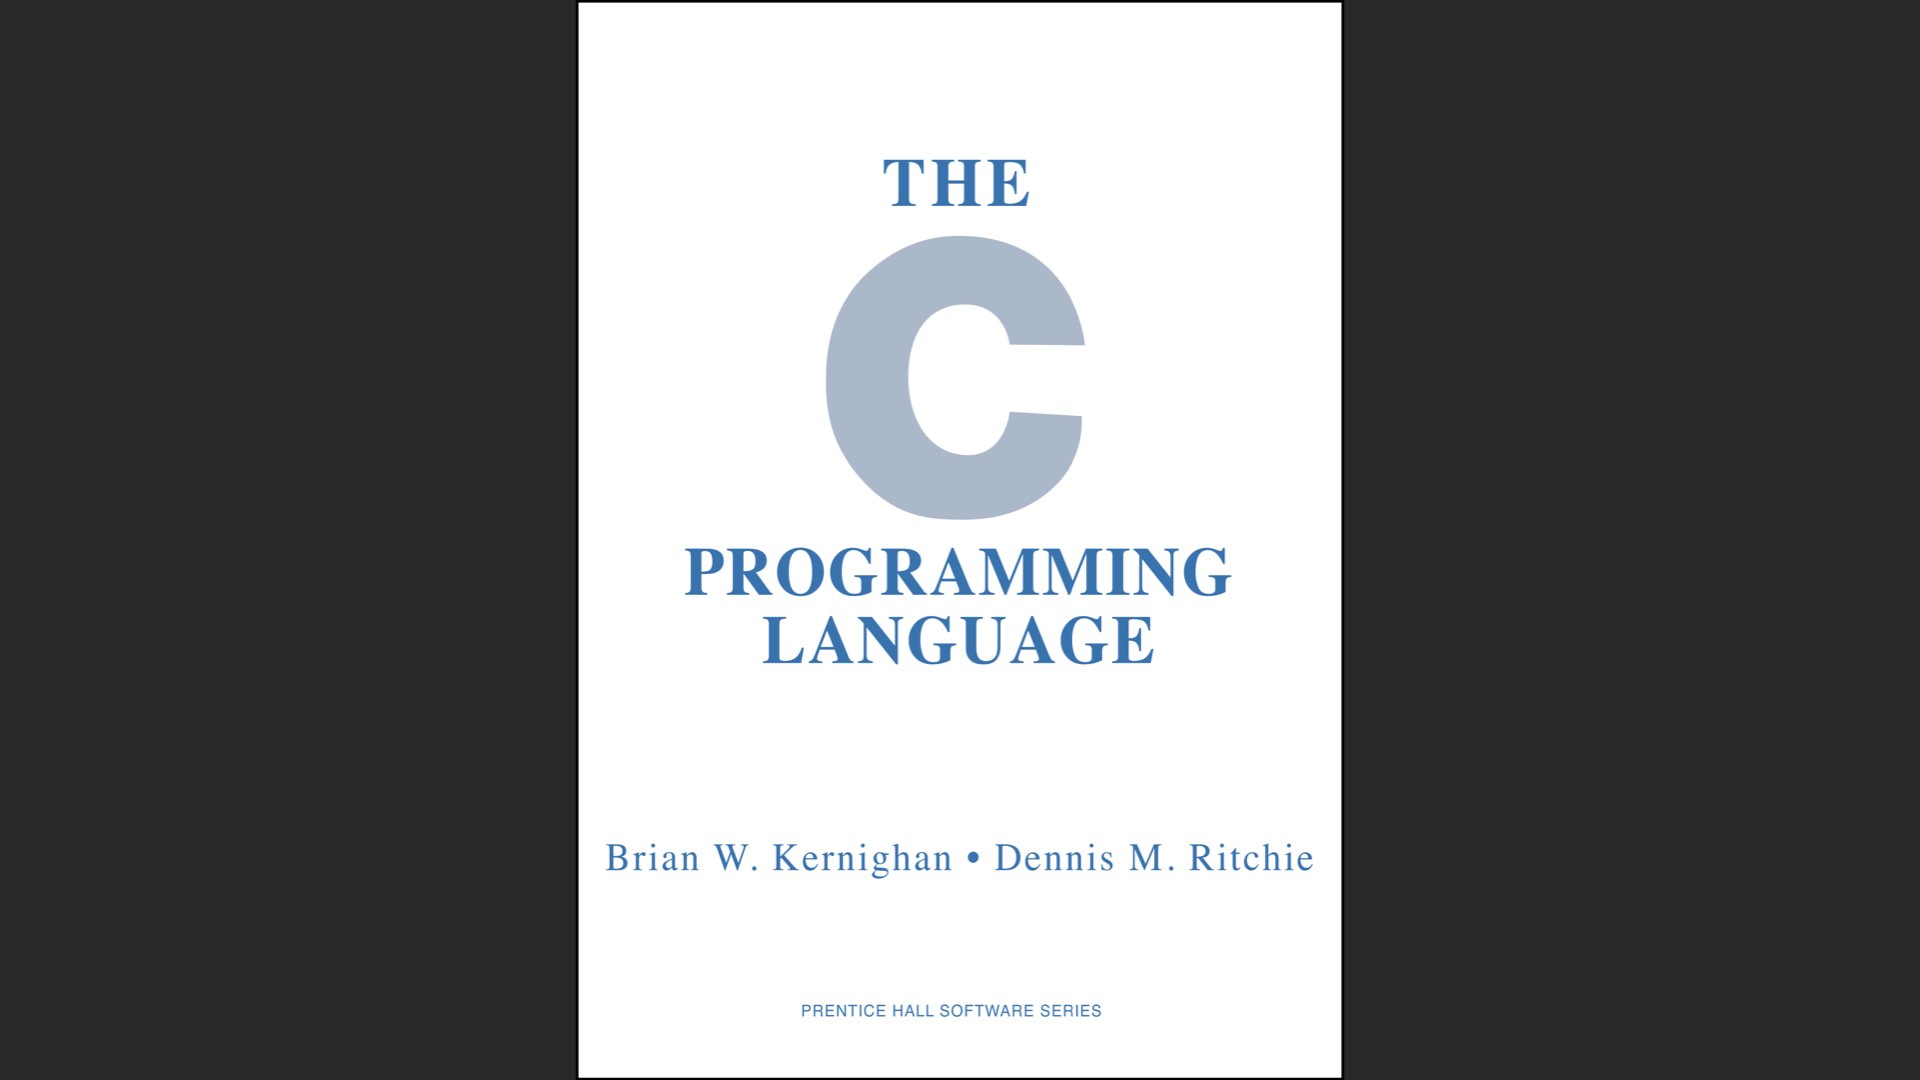 THE
C
PROGRAMMING
LANGUAGE
Brian W. Kernighan • Dennis M. Ritchie
PRENTICE HALL SOFTWARE SERIES